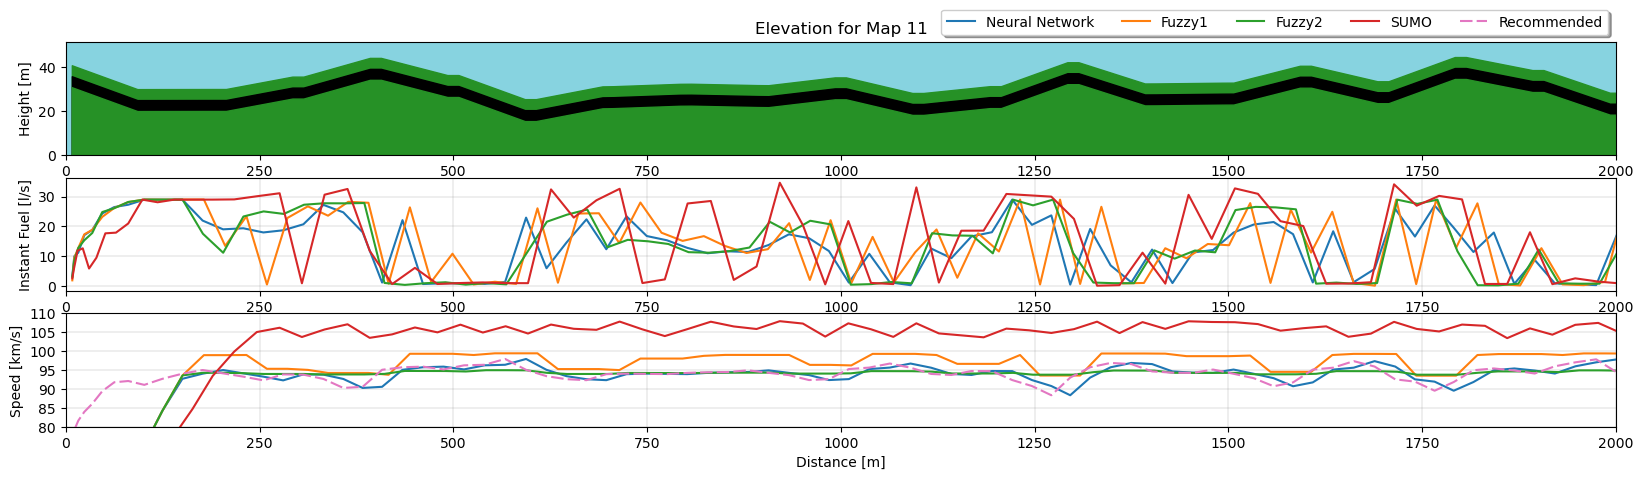 Elevation for Map 11
Neural Network Fuzzy1 Fuzzy2 SUMO Recommended
Height [m]
40
20
0
0 250 500 750 1000 1250 1500 1750 2000
Instant Fuel [l/s]
30
20
10
0
0 250 500 750 1000 1250 1500 1750 2000
Speed [km/s]
110
105
100
95
90
85
80
0 250 500 750 1000 1250 1500 1750 2000
Distance [m]